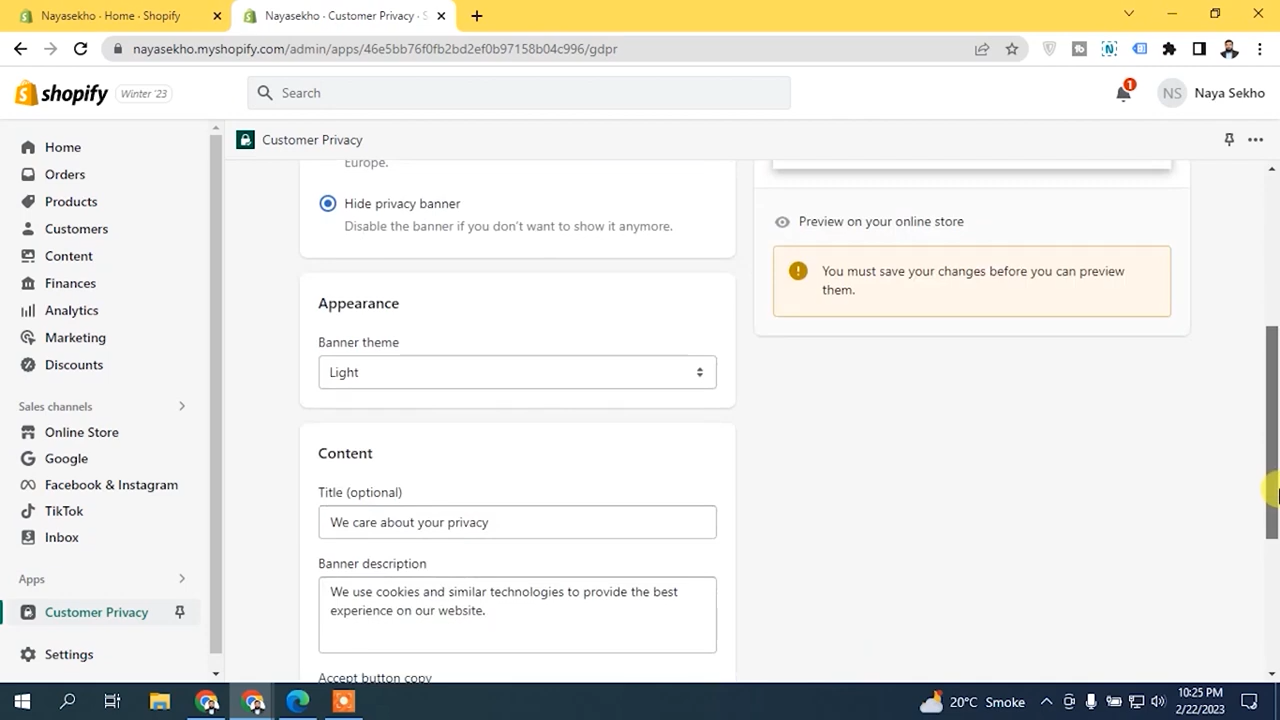 Nayasekho · Home · Shopify
Nayasekho · Customer Privacy · S
nayasekho.myshopify.com/admin/apps/46e5bb76f0fb2bd2ef0b97158b04c996/gdpr
shopify
Winter '23
Search
1
NS
Naya Sekho
Home
Orders
Products
Customers
Content
Finances
Analytics
Marketing
Discounts
Sales channels
Online Store
Google
Facebook & Instagram
TikTok
Inbox
Apps
Customer Privacy
Settings
Customer Privacy
Europe.
Hide privacy banner
Disable the banner if you don't want to show it anymore.
Appearance
Banner theme
Light
Content
Title (optional)
We care about your privacy
Banner description
We use cookies and similar technologies to provide the best
experience on our website.
Accept button copy
Preview on your online store
You must save your changes before you can preview
them.
20°C Smoke
10:25 PM
2/22/2023